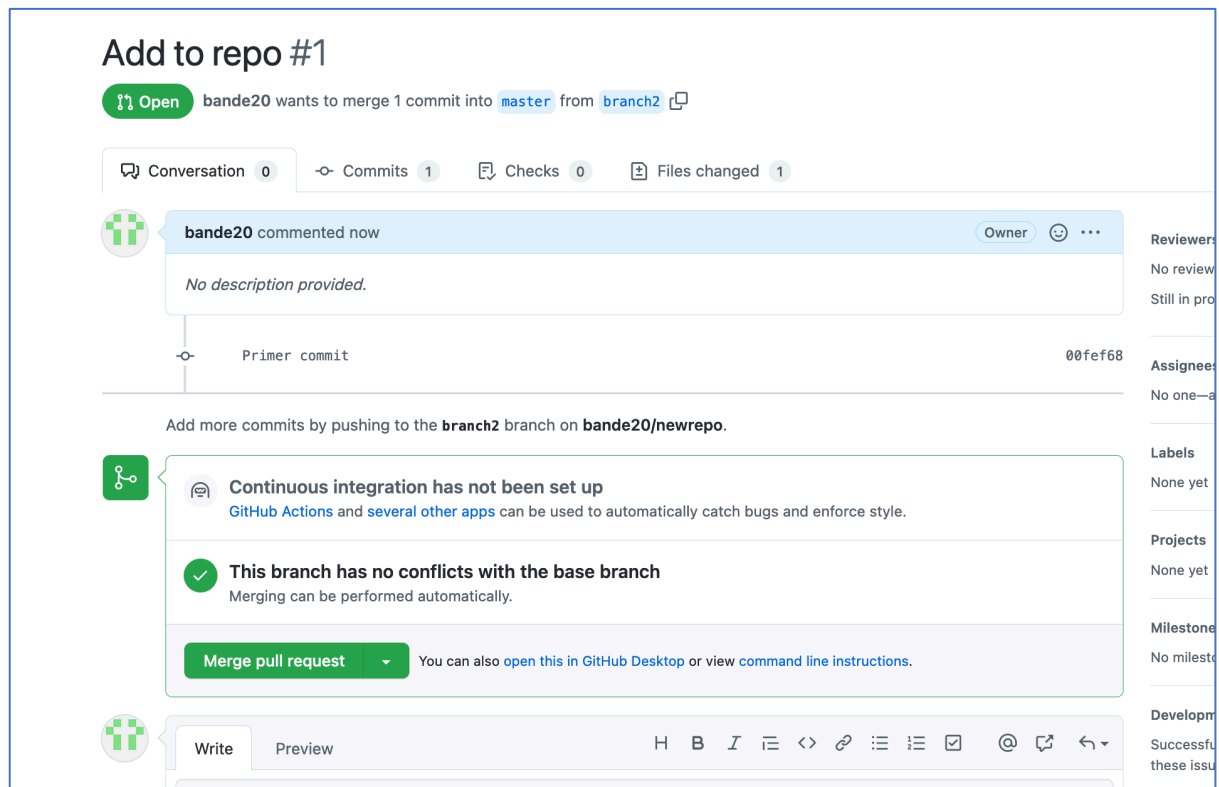 Add to repo #1
Open bande20 wants to merge 1 commit into master from branch2
Conversation 0 Commits 1 Checks 0 Files changed 1
bande20 commented now Owner
No description provided.
Primer commit 00fef68
Add more commits by pushing to the branch2 branch on bande20/newrepo.
Continuous integration has not been set up
GitHub Actions and several other apps can be used to automatically catch bugs and enforce style.
This branch has no conflicts with the base branch
Merging can be performed automatically.
Merge pull request You can also open this in GitHub Desktop or view command line instructions.
Write Preview
Reviewers
No review
Still in pro
Assignees
No one—a
Labels
None yet
Projects
None yet
Milestone
No milesto
Developm
Successfu
these issu